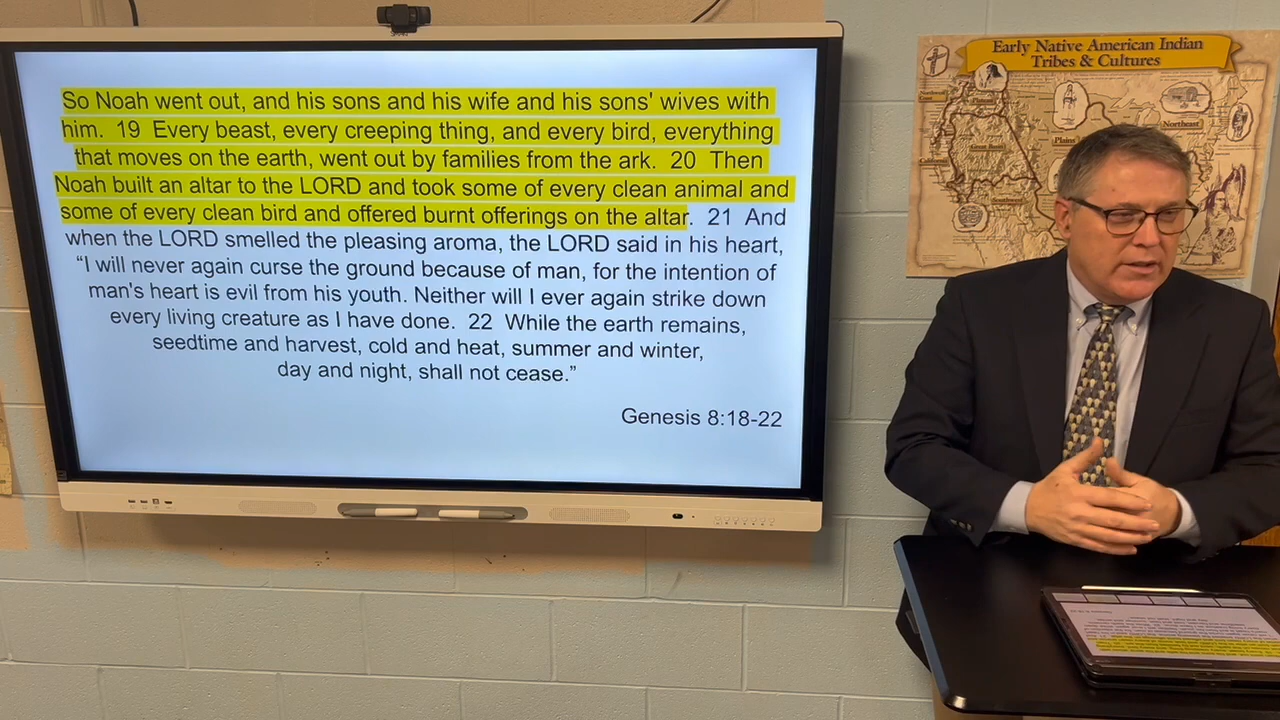 So Noah went out, and his sons and his wife and his sons' wives with
him. 19 Every beast, every creeping thing, and every bird, everything
that moves on the earth, went out by families from the ark. 20 Then
Noah built an altar to the LORD and took some of every clean animal and
some of every clean bird and offered burnt offerings on the altar. 21 And
when the LORD smelled the pleasing aroma, the LORD said in his heart,
“I will never again curse the ground because of man, for the intention of
man's heart is evil from his youth. Neither will I ever again strike down
every living creature as I have done. 22 While the earth remains,
seedtime and harvest, cold and heat, summer and winter,
day and night, shall not cease.”
Genesis 8:18-22
Early Native American Indian
Tribes & Cultures
Plateau
Great Basin
Plains
Northeast
Southwest